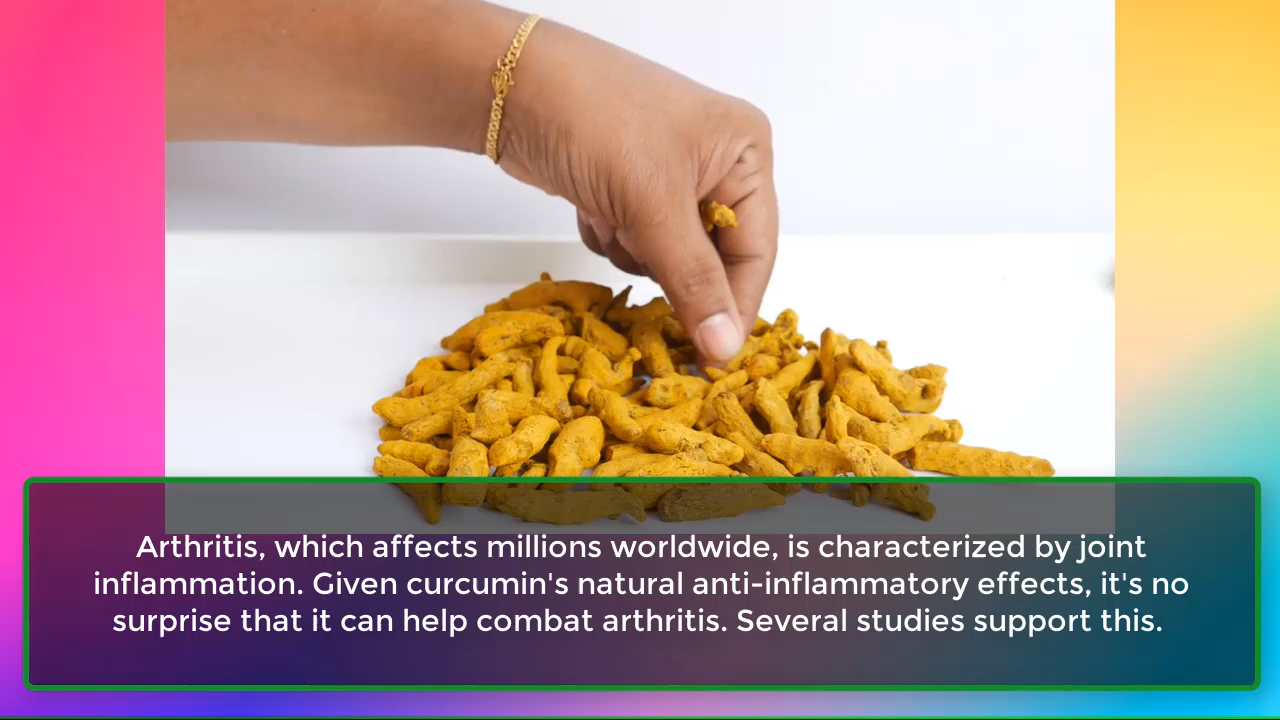 Arthritis, which affects millions worldwide, is characterized by joint
inflammation. Given curcumin's natural anti-inflammatory effects, it's no
surprise that it can help combat arthritis. Several studies support this.